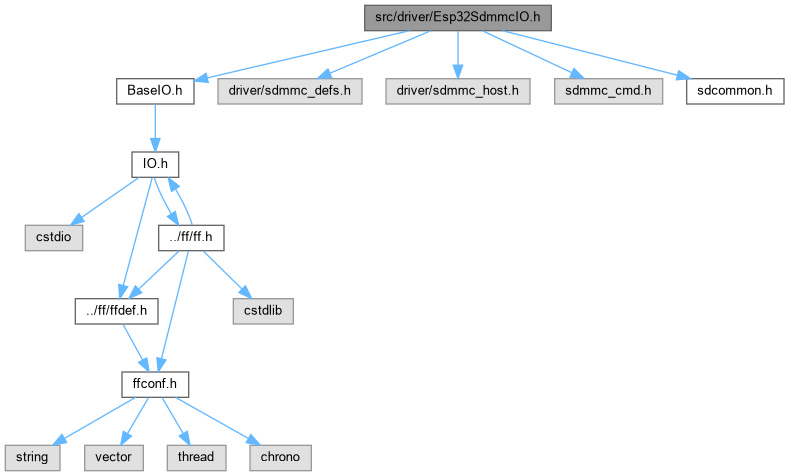 src/driver/Esp32SdmmcIO.h
BaseIO.h
driver/sdmmc_defs.h
driver/sdmmc_host.h
sdmmc_cmd.h
sdcommon.h
IO.h
cstdio
../ff/ff.h
../ff/ffdef.h
cstdlib
ffconf.h
string
vector
thread
chrono